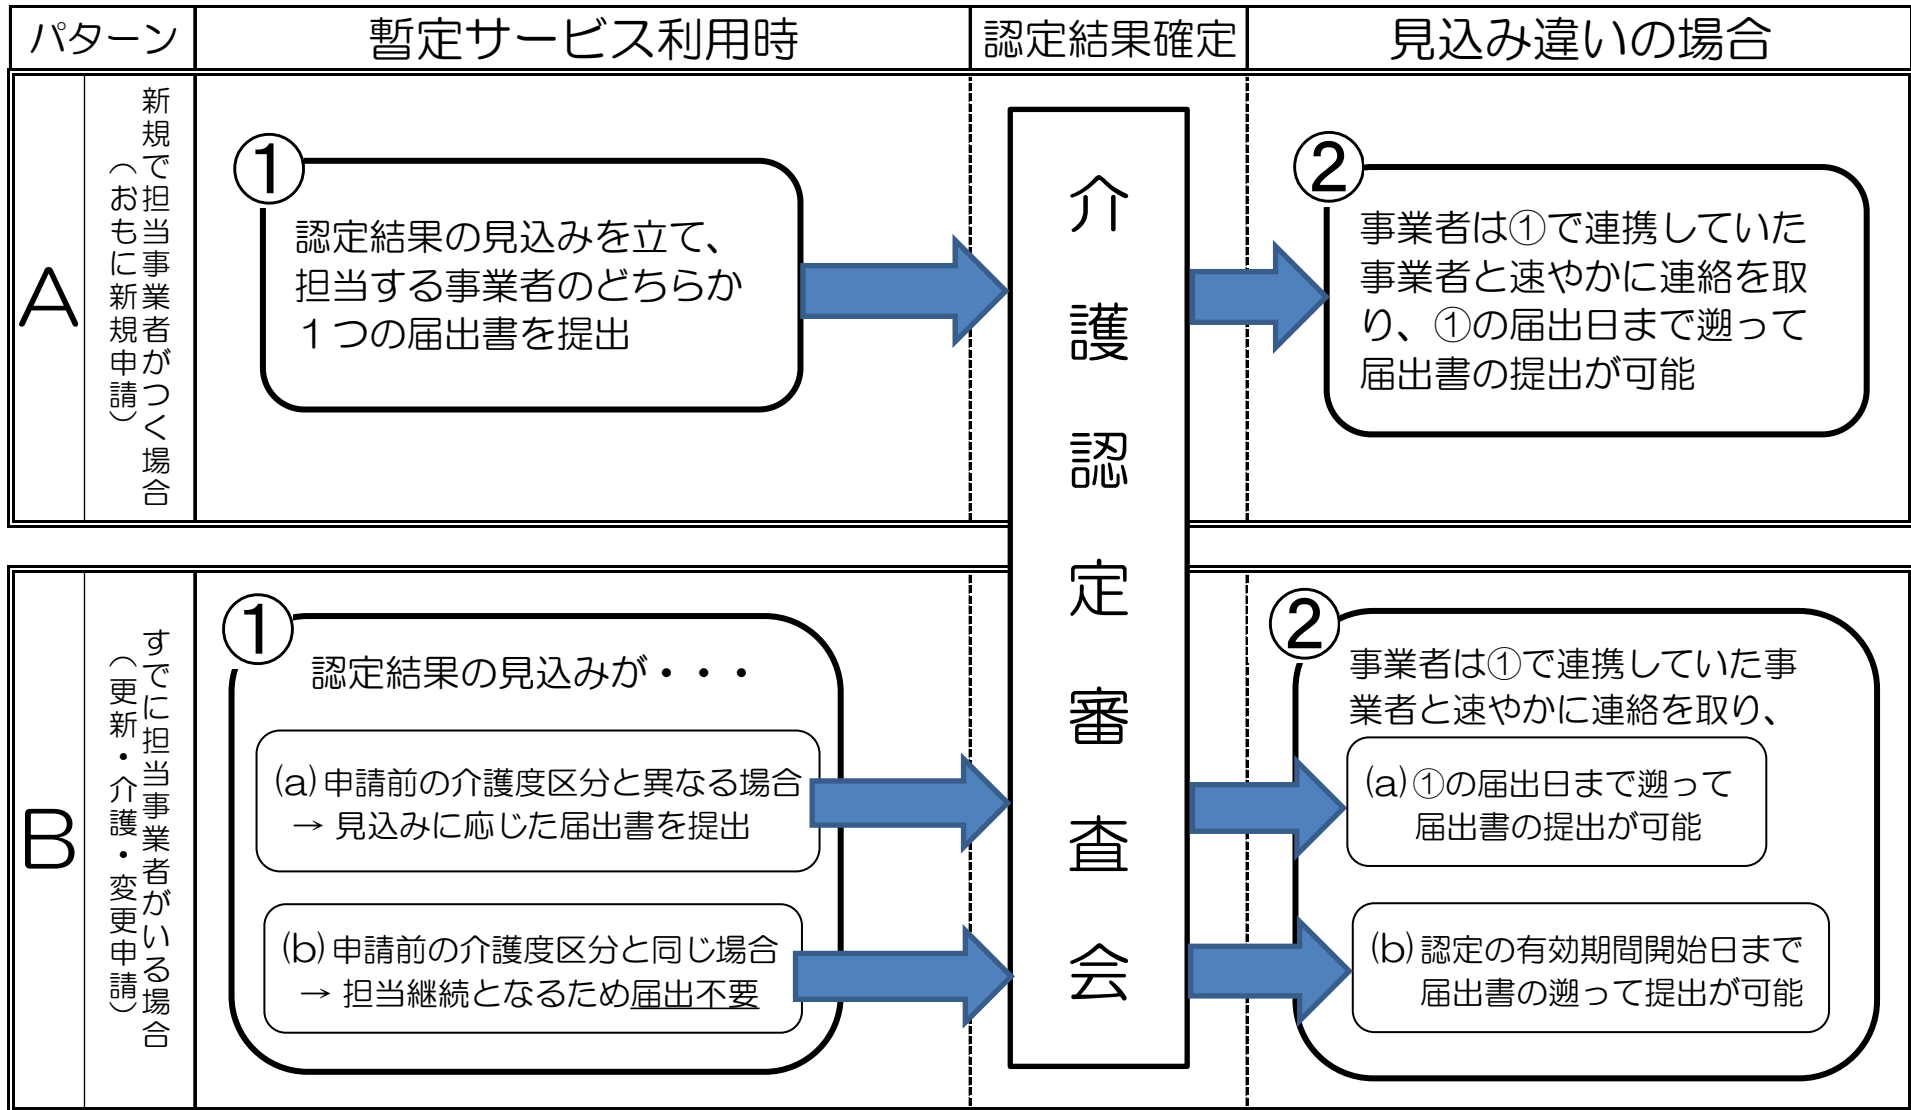 パターン
暫定サービス利用時
認定結果確定
見込み違いの場合
A
新規で担当事業者がつく場合
（おもに新規申請）
①
認定結果の見込みを立て、
担当する事業者のどちらか
１つの届出書を提出
介護認定審査会
②
事業者は①で連携していた
事業者と速やかに連絡を取
り、①の届出日まで遡って
届出書の提出が可能
B
すでに担当事業者がいる場合
（更新・介護・変更申請）
①
認定結果の見込みが・・・
(a) 申請前の介護度区分と異なる場合
→ 見込みに応じた届出書を提出
(b) 申請前の介護度区分と同じ場合
→ 担当継続となるため届出不要
②
事業者は①で連携していた事
業者と速やかに連絡を取り、
(a) ①の届出日まで遡って
届出書の提出が可能
(b) 認定の有効期間開始日まで
届出書の遡って提出が可能